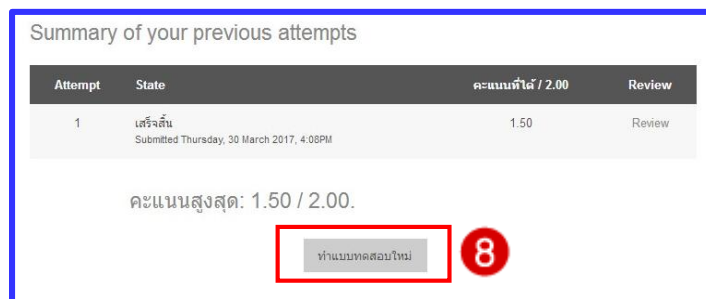 Summary of your previous attempts
Attempt State คะแนนที่ได้ / 2.00 Review
1 เสร็จสิ้น 1.50 Review
Submitted Thursday, 30 March 2017, 4:08PM
คะแนนสูงสุด: 1.50 / 2.00.
ทำแบบทดสอบใหม่ 8